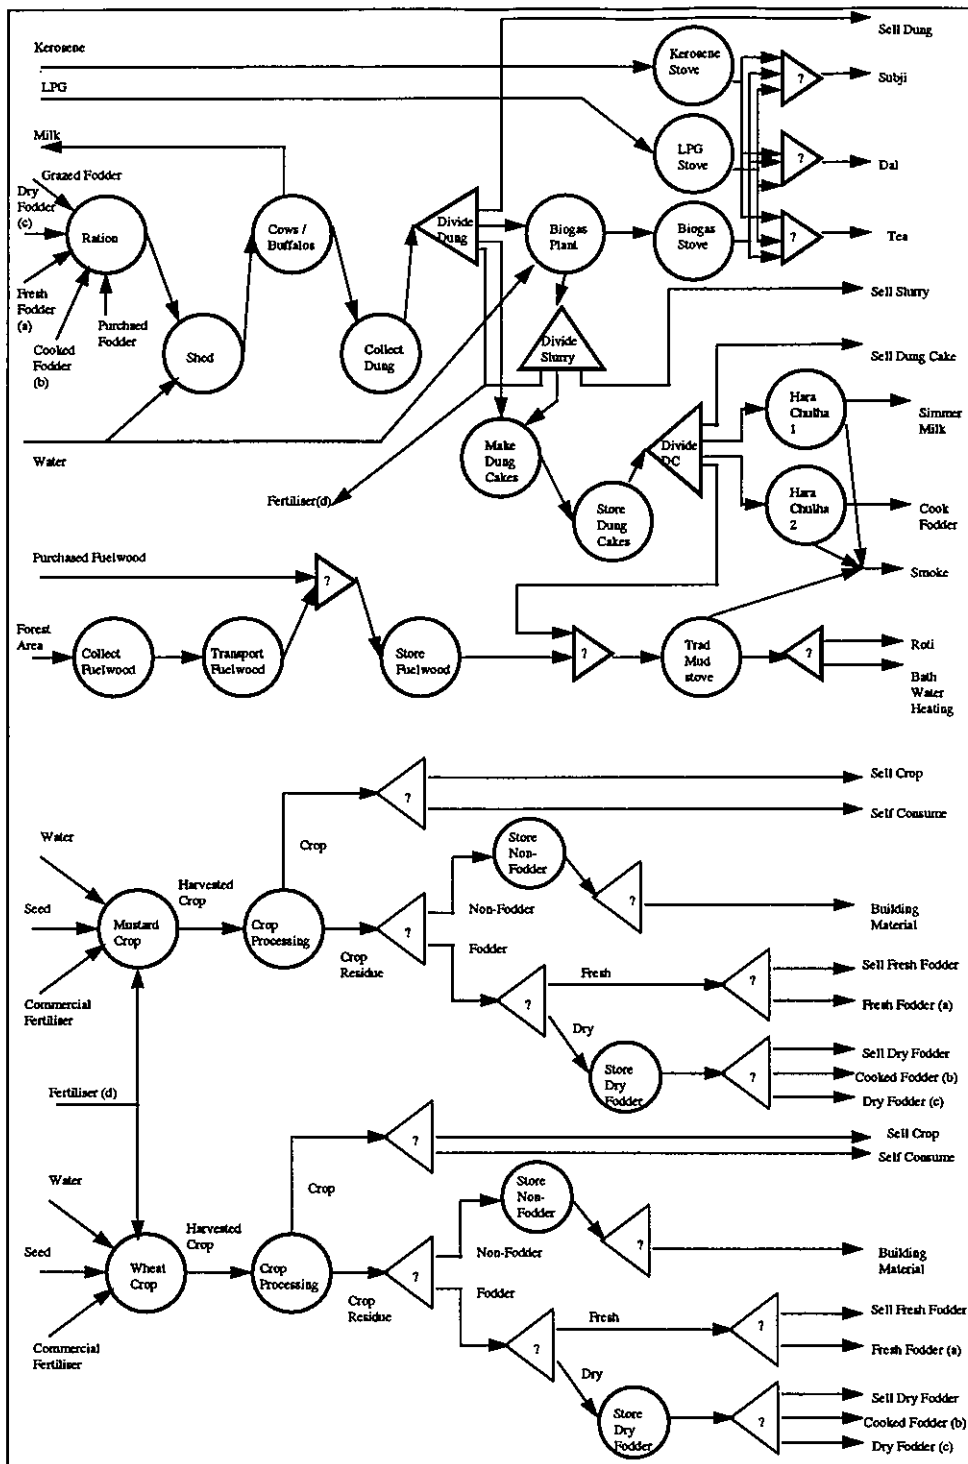 Sell Dung
Kerosene
Kerosene
Stove
?
Subji
LPG
Milk
LPG
Stove
?
Dal
Grazed Fodder
Dry
Fodder
(c)
Ration
Cows /
Buffalos
Divide
Dung
Biogas
Plant
Biogas
Stove
?
Tea
Fresh
Fodder
(a)
Purchased
Fodder
Cooked
Fodder
(b)
Shed
Collect
Dung
Divide
Slurry
Sell Slurry
Sell Dung Cake
Hara
Chulha
1
Simmer
Milk
Water
Make
Dung
Cakes
Divide
DC
Fertiliser(d)
Store
Dung
Cakes
Hara
Chulha
2
Cook
Fodder
Purchased Fuelwood
?
Smoke
Forest
Area
Collect
Fuelwood
Transport
Fuelwood
Store
Fuelwood
?
Trad
Mud
stove
?
Roti
Bath
Water
Heating
Sell Crop
?
Self Consume
Water
Crop
Store
Non-
Fodder
Harvested
Crop
?
Seed
Mustard
Crop
Crop
Processing
?
Non-Fodder
Building
Material
Crop
Residue
Fodder
Commercial
Fertiliser
Fresh
?
Sell Fresh Fodder
Fresh Fodder (a)
?
Dry
Store
Dry
Fodder
?
Sell Dry Fodder
Cooked Fodder (b)
Dry Fodder (c)
Fertiliser (d)
?
Sell Crop
Self Consume
Water
Crop
Store
Non-
Fodder
Harvested
Crop
?
Seed
Wheat
Crop
Crop
Processing
?
Non-Fodder
Building
Material
Crop
Residue
Fodder
Commercial
Fertiliser
Fresh
?
Sell Fresh Fodder
Fresh Fodder (a)
?
Dry
Store
Dry
Fodder
?
Sell Dry Fodder
Cooked Fodder (b)
Dry Fodder (c)